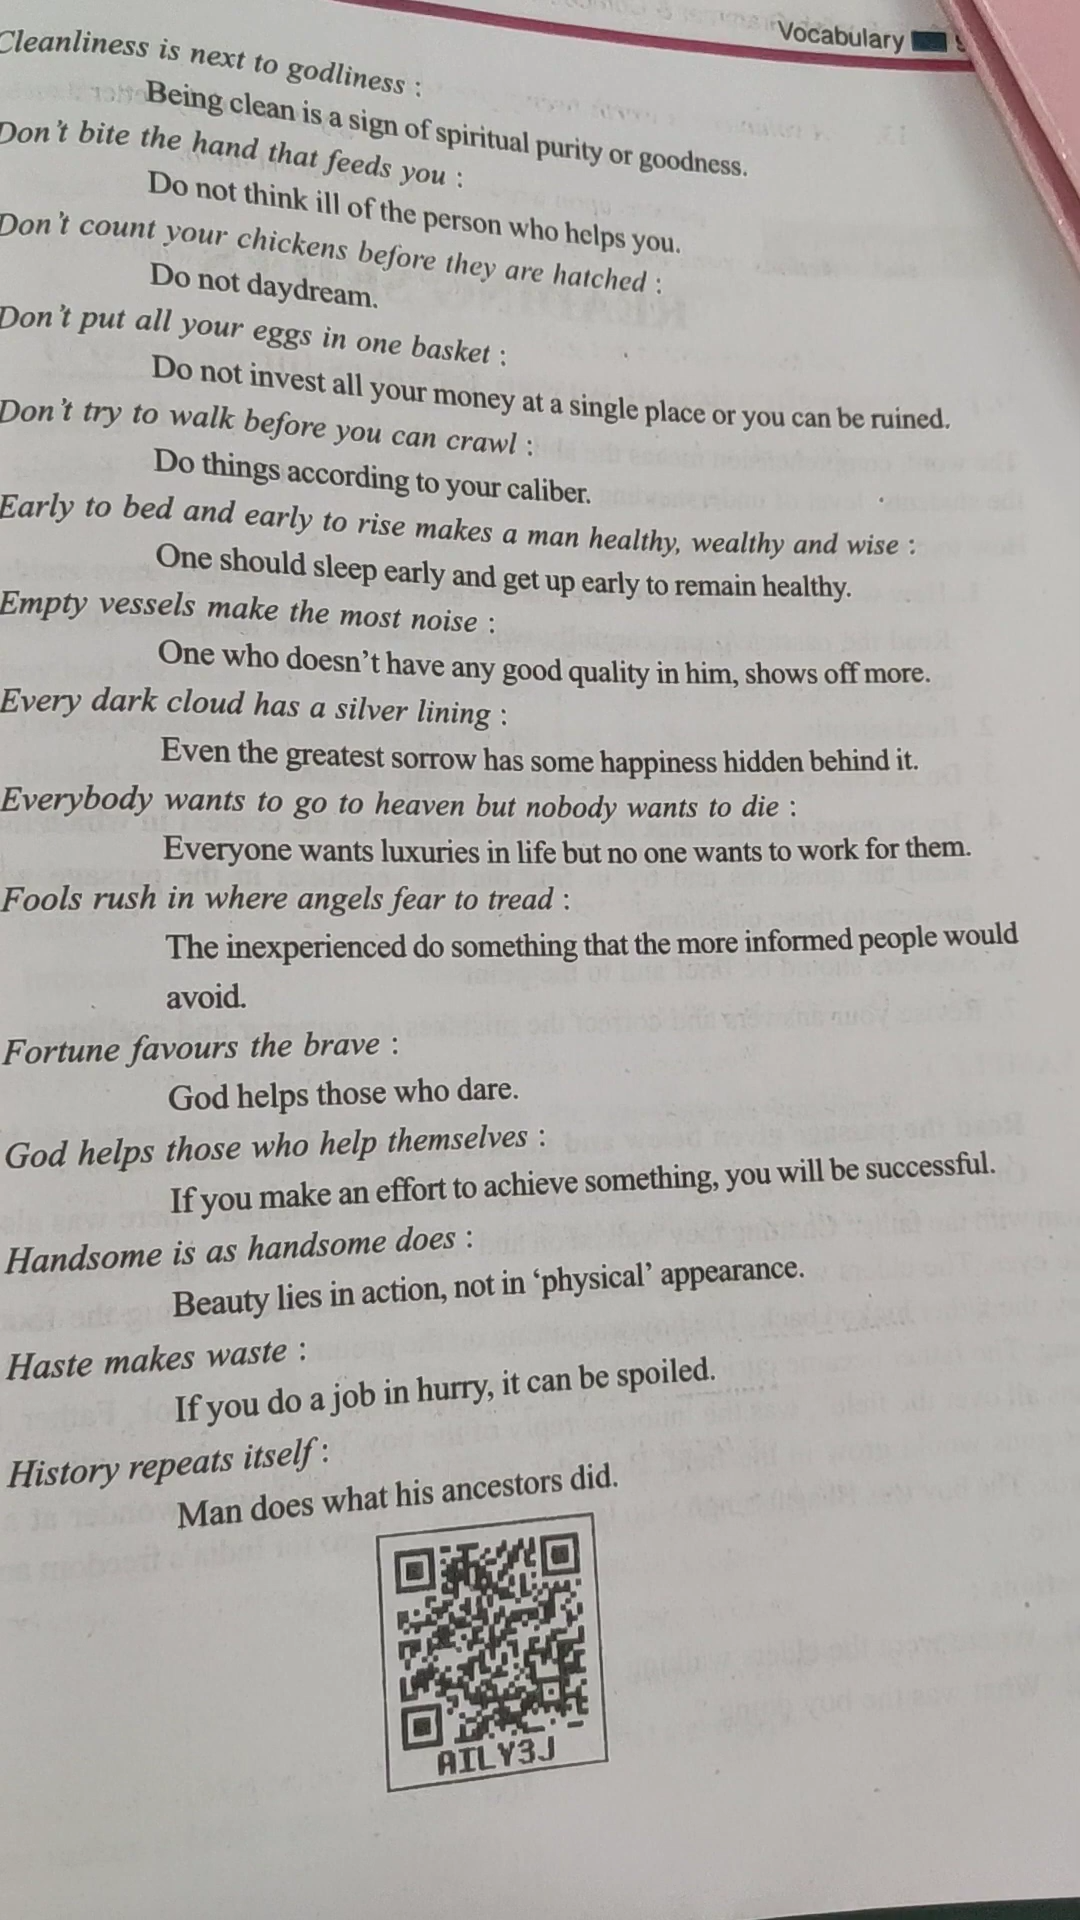 Vocabulary
Cleanliness is next to godliness :
Being clean is a sign of spiritual purity or goodness.
Don't bite the hand that feeds you :
Do not think ill of the person who helps you.
Don't count your chickens before they are hatched :
Do not daydream.
Don't put all your eggs in one basket :
Do not invest all your money at a single place or you can be ruined.
Don't try to walk before you can crawl :
Do things according to your caliber.
Early to bed and early to rise makes a man healthy, wealthy and wise :
One should sleep early and get up early to remain healthy.
Empty vessels make the most noise :
One who doesn't have any good quality in him, shows off more.
Every dark cloud has a silver lining :
Even the greatest sorrow has some happiness hidden behind it.
Everybody wants to go to heaven but nobody wants to die :
Everyone wants luxuries in life but no one wants to work for them.
Fools rush in where angels fear to tread :
The inexperienced do something that the more informed people would
avoid.
Fortune favours the brave :
God helps those who dare.
God helps those who help themselves :
If you make an effort to achieve something, you will be successful.
Handsome is as handsome does :
Beauty lies in action, not in ‘physical’ appearance.
Haste makes waste :
If you do a job in hurry, it can be spoiled.
History repeats itself :
Man does what his ancestors did.
AILY3J